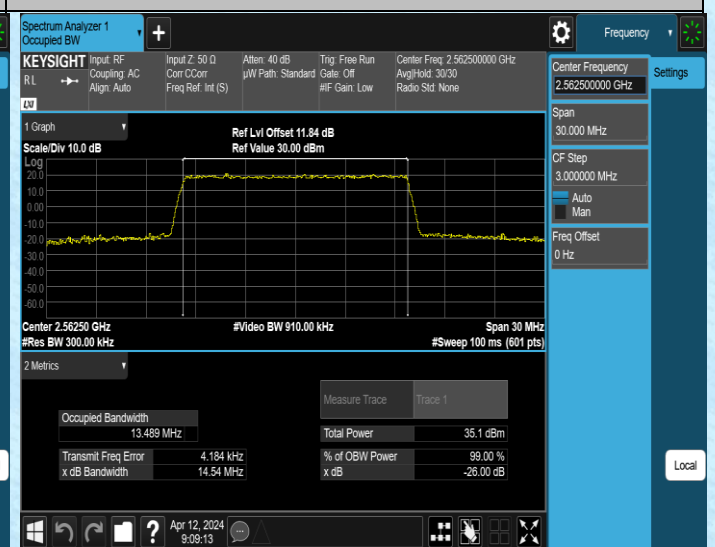 Spectrum Analyzer 1
Occupied BW
+
Frequency
KEYSIGHT
RL
LXI
Input: RF
Coupling: AC
Align: Auto
Input Z: 50 Ω
Corr CCorr
Freq Ref: Int (S)
Atten: 40 dB
µW Path: Standard
Trig: Free Run
Gate: Off
#IF Gain: Low
Center Freq: 2.562500000 GHz
Avg|Hold: 30/30
Radio Std: None
Center Frequency
2.562500000 GHz
Settings
Span
30.000 MHz
CF Step
3.000000 MHz
Auto
Man
Freq Offset
0 Hz
1 Graph
Scale/Div 10.0 dB
Ref Lvl Offset 11.84 dB
Ref Value 30.00 dBm
Log
20.0
10.0
0.00
-10.0
-20.0
-30.0
-40.0
-50.0
-60.0
Center 2.56250 GHz
#Video BW 910.00 kHz
Span 30 MHz
#Res BW 300.00 kHz
#Sweep 100 ms (601 pts)
2 Metrics
Measure Trace
Trace 1
Occupied Bandwidth
13.489 MHz
Total Power
35.1 dBm
Transmit Freq Error
4.184 kHz
% of OBW Power
99.00 %
x dB Bandwidth
14.54 MHz
x dB
-26.00 dB
Local
?
Apr 12, 2024
9:09:13